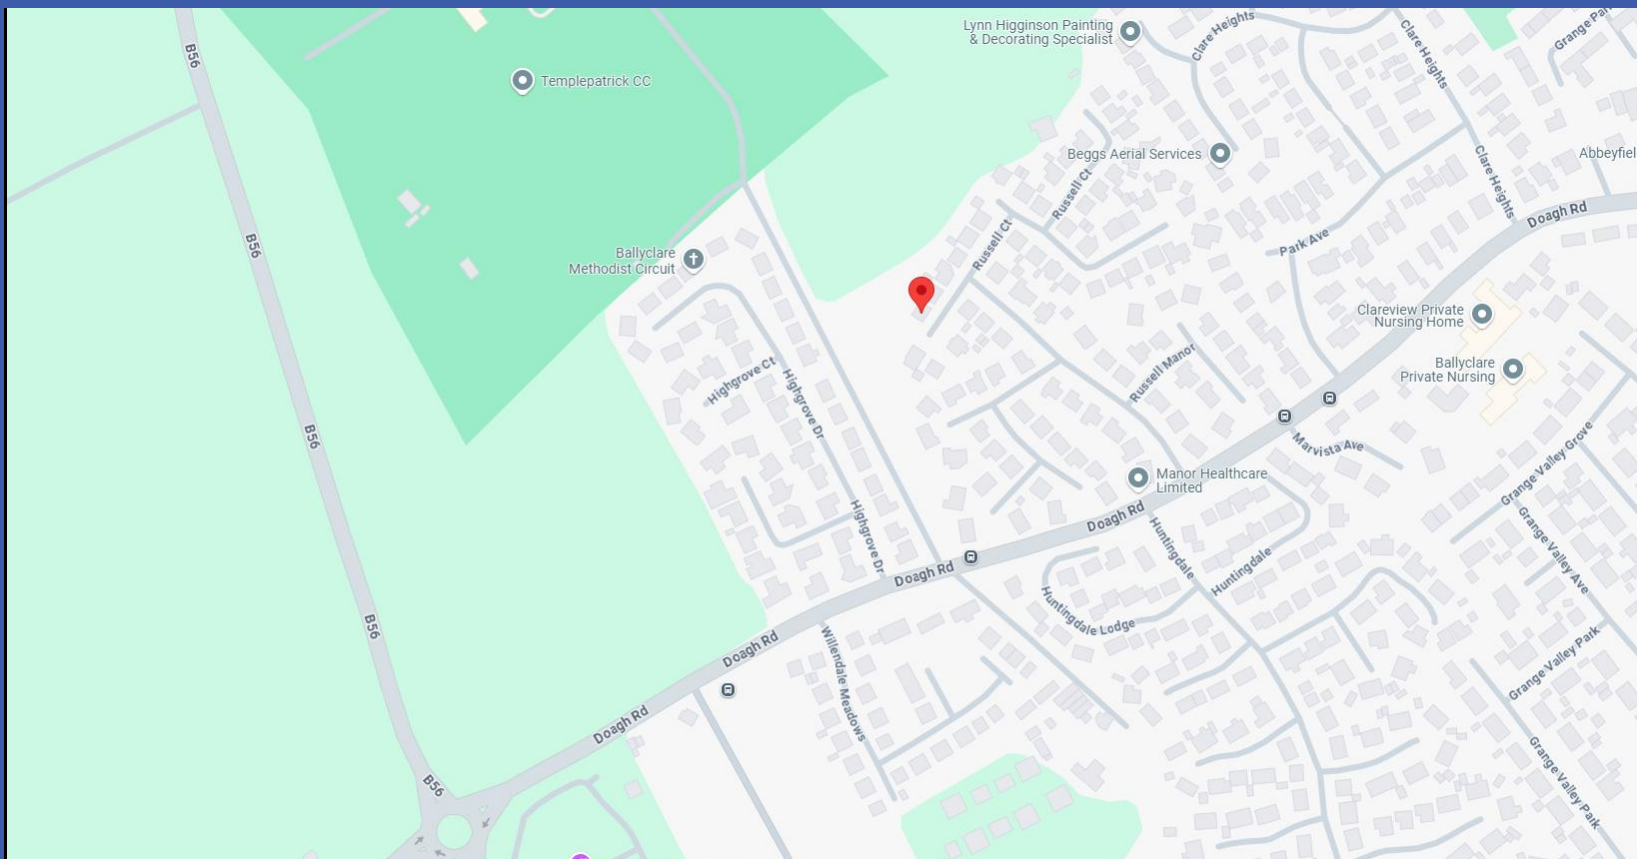 Lynn Higginson Painting
& Decorating Specialist
Clare Heights
Clare Heights
Grange Par
B56
Templepatrick CC
Beggs Aerial Services
Clare Heights
Abbeyfiel
Russell Ct
Doagh Rd
B56
Ballyclare
Methodist Circuit
Russell Ct
Park Ave
Clareview Private
Nursing Home
Highgrove Ct
Highgrove Dr
Russell Manor
Ballyclare
Private Nursing
B56
Marvista Ave
Manor Healthcare
Limited
Grange Valley Grove
Highgrove Dr
Doagh Rd
Huntingdale
Grange Valley Ave
Doagh Rd
Huntingdale
Huntingdale Lodge
B56
Doagh Rd
Willendale Meadows
Grange Valley Park
Doagh Rd
B56
Grange Valley Park